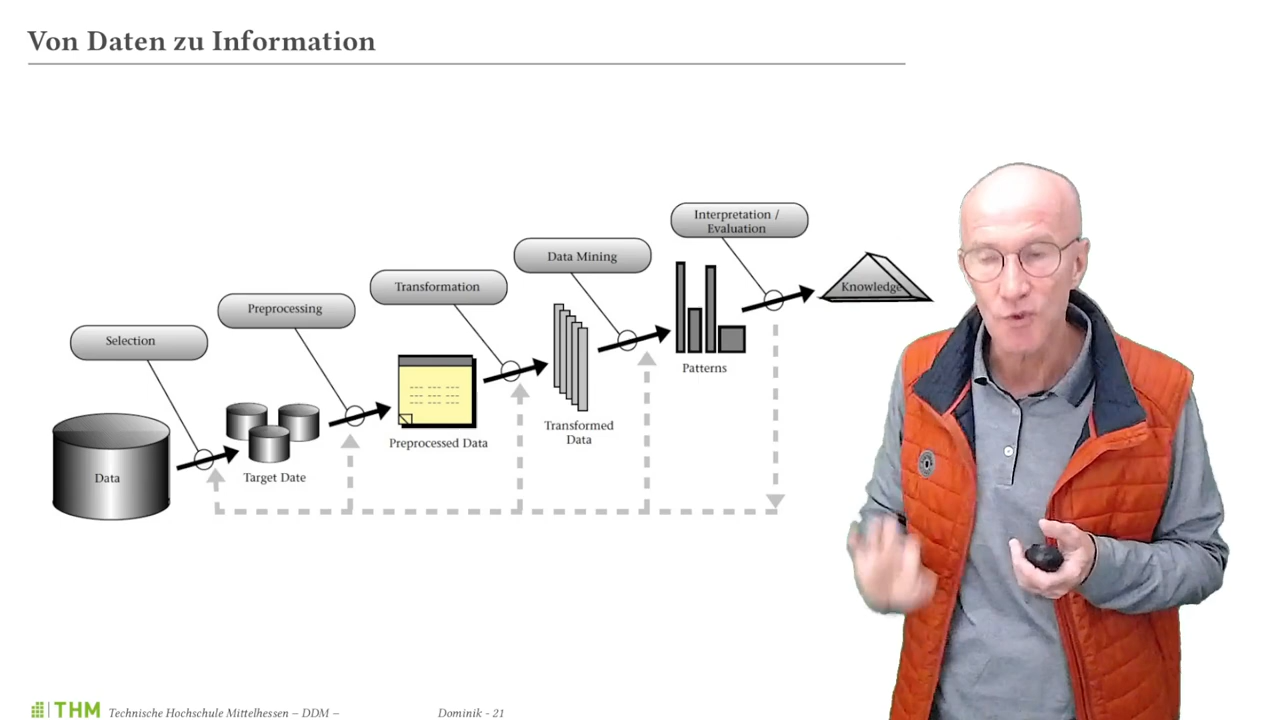 Von Daten zu Information
Interpretation /
Evaluation
Data Mining
Transformation
Knowledge
Preprocessing
Selection
Patterns
Transformed
Data
Preprocessed Data
Data
Target Date
THM Technische Hochschule Mittelhessen – DDM –
Dominik - 21